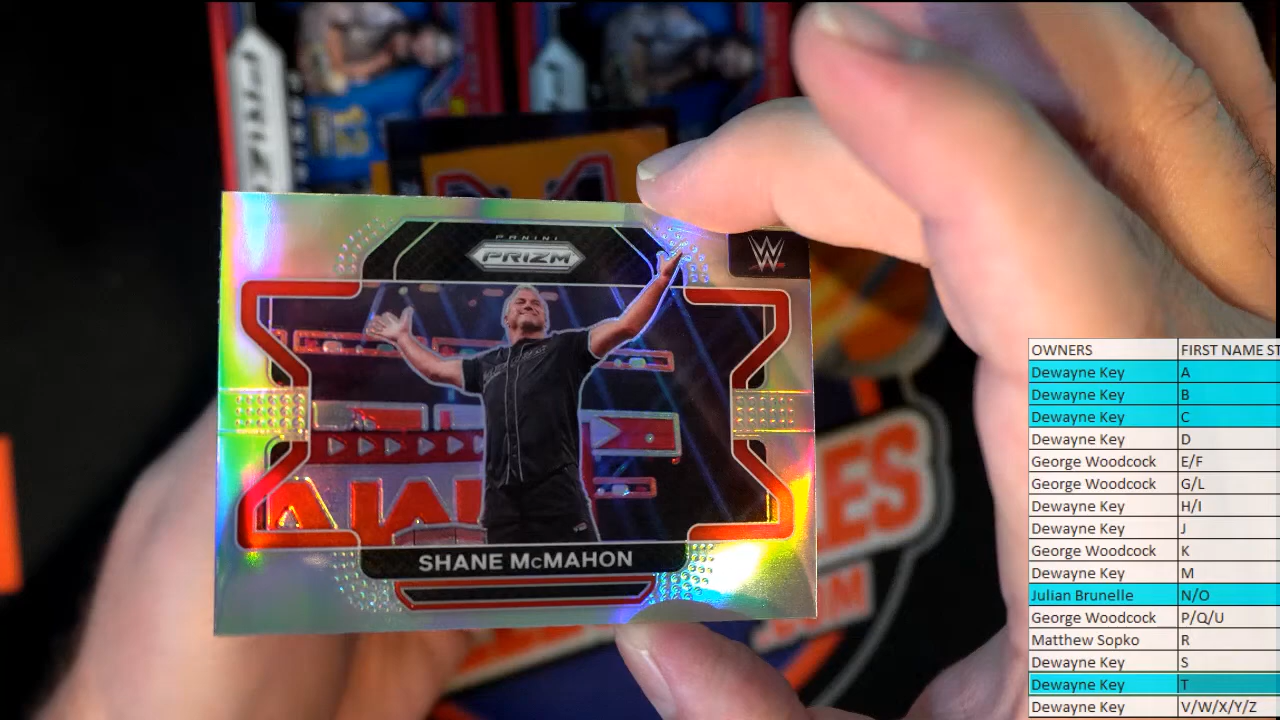 PRIZM
12
PANINI
PRIZM
W
SHANE McMAHON
OWNERS FIRST NAME ST
Dewayne Key A
Dewayne Key B
Dewayne Key C
Dewayne Key D
George Woodcock E/F
George Woodcock G/L
Dewayne Key H/I
Dewayne Key J
George Woodcock K
Dewayne Key M
Julian Brunelle N/O
George Woodcock P/Q/U
Matthew Sopko R
Dewayne Key S
Dewayne Key T
Dewayne Key V/W/X/Y/Z